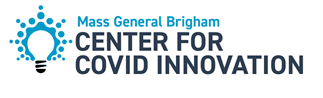 Mass General Brigham
CENTER FOR
COVID INNOVATION